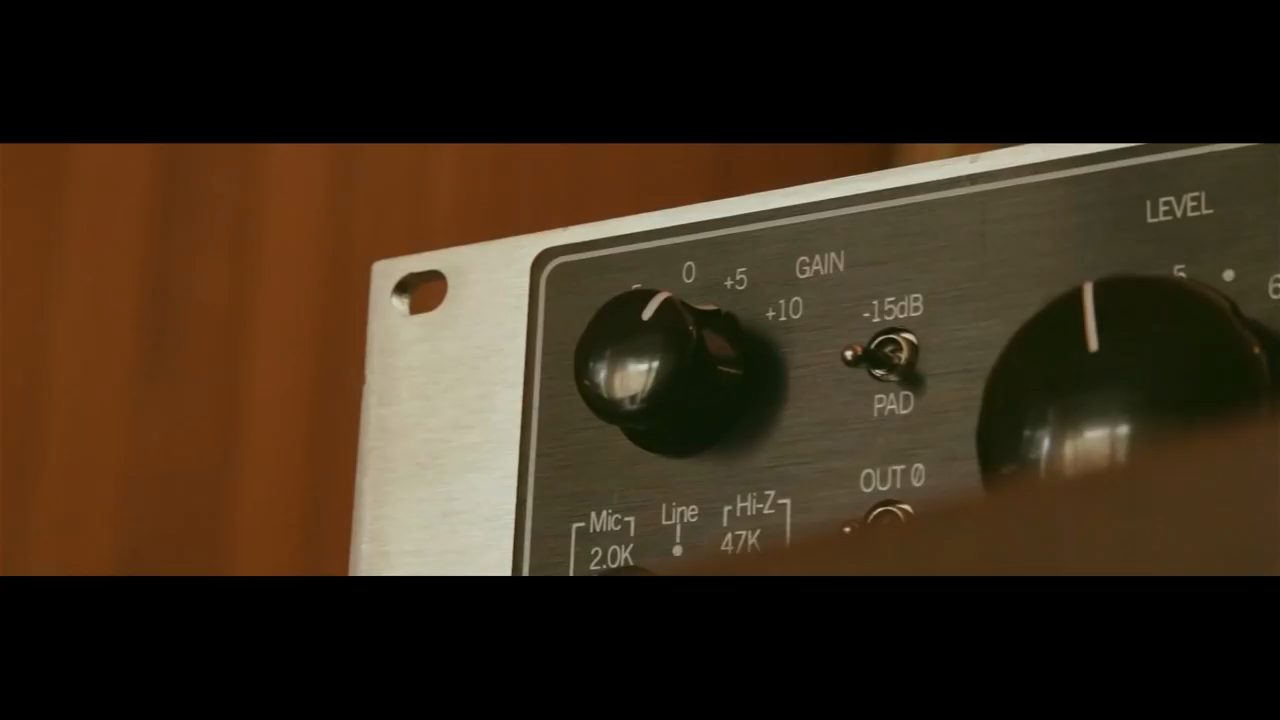 LEVEL
GAIN
0
+5
+10
-15dB
5
6
PAD
OUT Ø
Mic
Line
Hi-Z
2.0K
47K